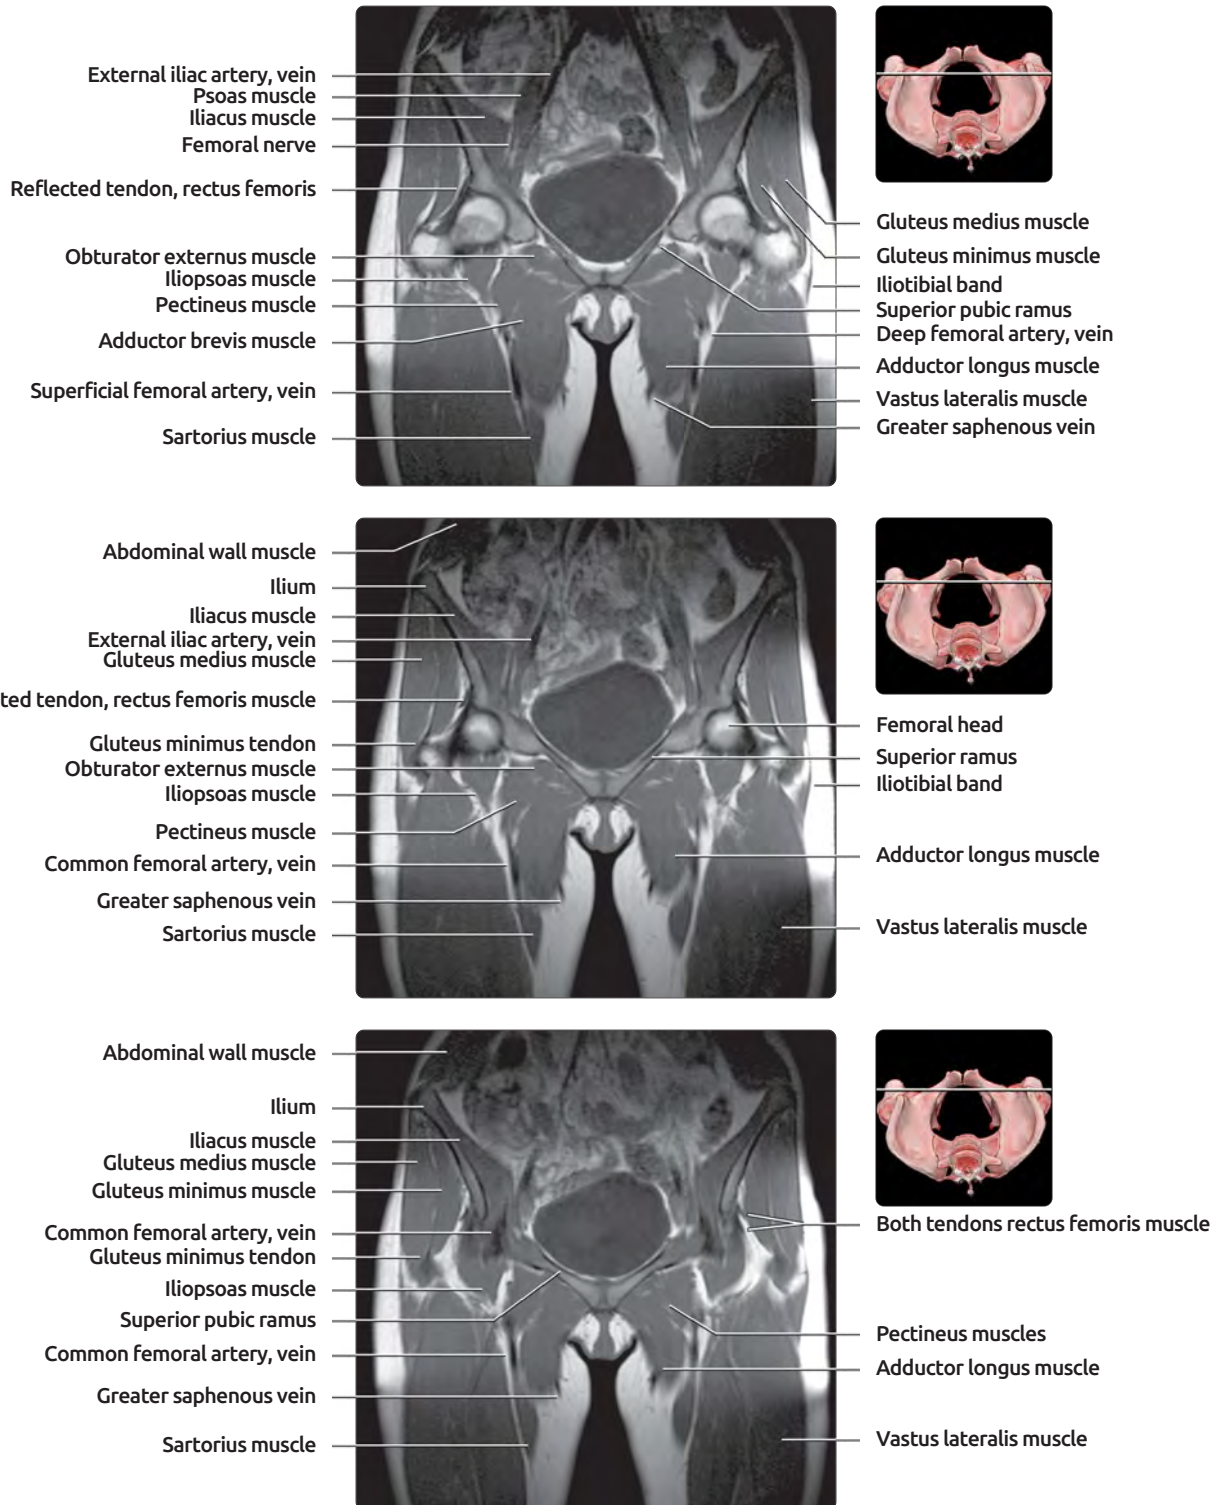 External iliac artery, vein
Psoas muscle
Iliacus muscle
Femoral nerve
Reflected tendon, rectus femoris
Obturator externus muscle
Iliopsoas muscle
Pectineus muscle
Adductor brevis muscle
Superficial femoral artery, vein
Sartorius muscle
Gluteus medius muscle
Gluteus minimus muscle
Iliotibial band
Superior pubic ramus
Deep femoral artery, vein
Adductor longus muscle
Vastus lateralis muscle
Greater saphenous vein
Abdominal wall muscle
Ilium
Iliacus muscle
External iliac artery, vein
Gluteus medius muscle
ted tendon, rectus femoris muscle
Gluteus minimus tendon
Obturator externus muscle
Iliopsoas muscle
Pectineus muscle
Common femoral artery, vein
Greater saphenous vein
Sartorius muscle
Femoral head
Superior ramus
Iliotibial band
Adductor longus muscle
Vastus lateralis muscle
Abdominal wall muscle
Ilium
Iliacus muscle
Gluteus medius muscle
Gluteus minimus muscle
Common femoral artery, vein
Gluteus minimus tendon
Iliopsoas muscle
Superior pubic ramus
Common femoral artery, vein
Greater saphenous vein
Sartorius muscle
Both tendons rectus femoris muscle
Pectineus muscles
Adductor longus muscle
Vastus lateralis muscle